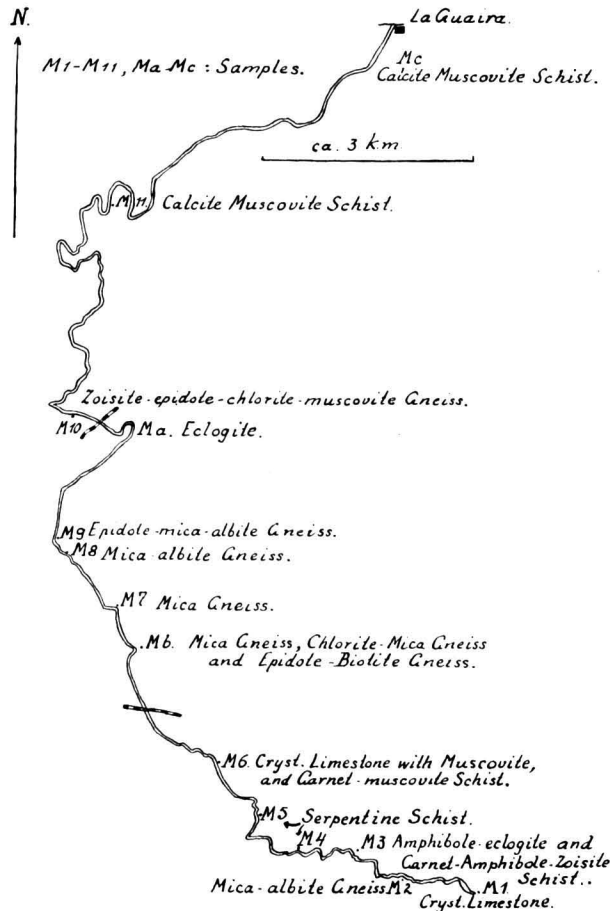 N.
La Guaira.
M1-M11, Ma-Mc : Samples.
Mc
Calcite Muscovite Schist.
ca. 3 km
M11. Calcite Muscovite Schist.
Zoisite-epidote-chlorite-muscovite Gneiss.
M10
Ma. Eclogite.
M9 Epidote-mica-albite Gneiss.
M8 Mica albite Gneiss.
M7 Mica Gneiss.
Mb. Mica Gneiss, Chlorite-Mica Gneiss
and Epidote-Biotite Gneiss.
M6. Cryst. Limestone with Muscovite,
and Garnet-muscovite Schist.
M5 Serpentine Schist.
M4
M3 Amphibole-eclogite and
Garnet-Amphibole-Zoisite
Schist..
Mica-albite Gneiss M2
M1.
Cryst. Limestone.